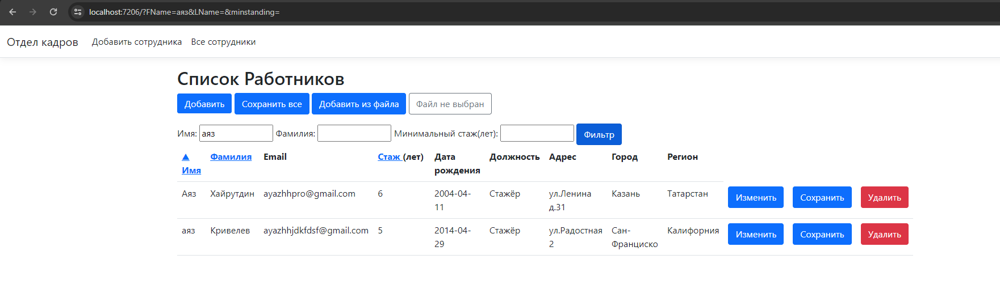 localhost:7206/?FName=аяз&LName=&minstanding=
Отдел кадров Добавить сотрудника Все сотрудники
Список Работников
Добавить Сохранить все Добавить из файла Файл не выбран
Имя: аяз Фамилия: Минимальный стаж(лет): Фильтр
▲ Имя Фамилия Email Стаж (лет) Дата рождения Должность Адрес Город Регион
Аяз Хайрутдин ayazhhpro@gmail.com 6 2004-04-11 Стажёр ул.Ленина д.31 Казань Татарстан Изменить Сохранить Удалить
аяз Кривелев ayazhhjdkfdsf@gmail.com 5 2014-04-29 Стажёр ул.Радостная 2 Сан-Франциско Калифорния Изменить Сохранить Удалить